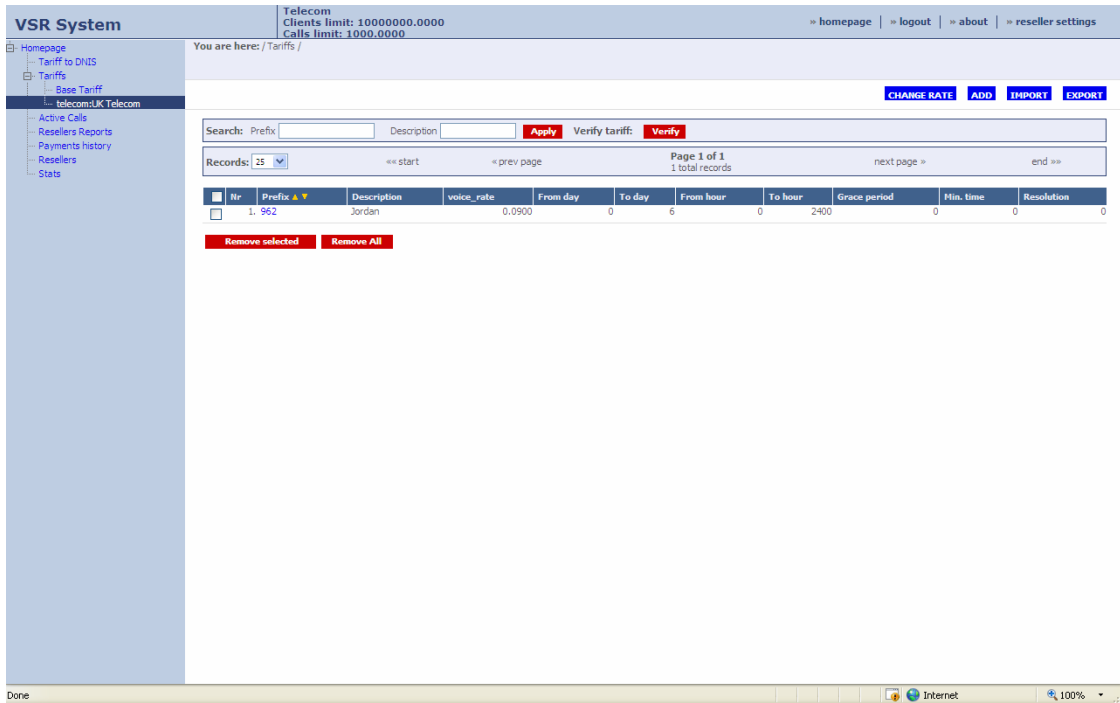 VSR System
Telecom
Clients limit: 10000000.0000
Calls limit: 1000.0000
» homepage | » logout | » about | » reseller settings
Homepage
Tariff to DNIS
Tariffs
Base Tariff
telecom:UK Telecom
Active Calls
Resellers Reports
Payments history
Resellers
Stats
You are here: / Tariffs /
CHANGE RATE ADD IMPORT EXPORT
Search: Prefix Description Apply Verify tariff: Verify
Records: 25 «« start « prev page Page 1 of 1 next page » end »»
1 total records
Nr Prefix ▲ ▼ Description voice_rate From day To day From hour To hour Grace period Min. time Resolution
1. 962 Jordan 0.0900 0 6 0 2400 0 0 0
Remove selected Remove All
Done Internet 100%